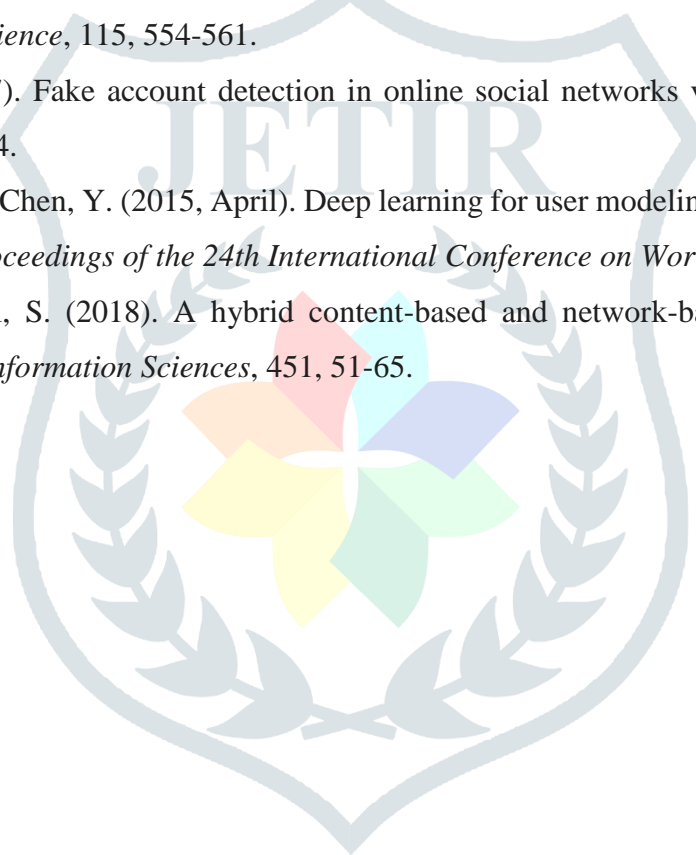 ience, 115, 554-561.
). Fake account detection in online social networks
4.
Chen, Y. (2015, April). Deep learning for user modelin
oceedings of the 24th International Conference on Wor
, S. (2018). A hybrid content-based and network-ba
nformation Sciences, 451, 51-65.
JETIR